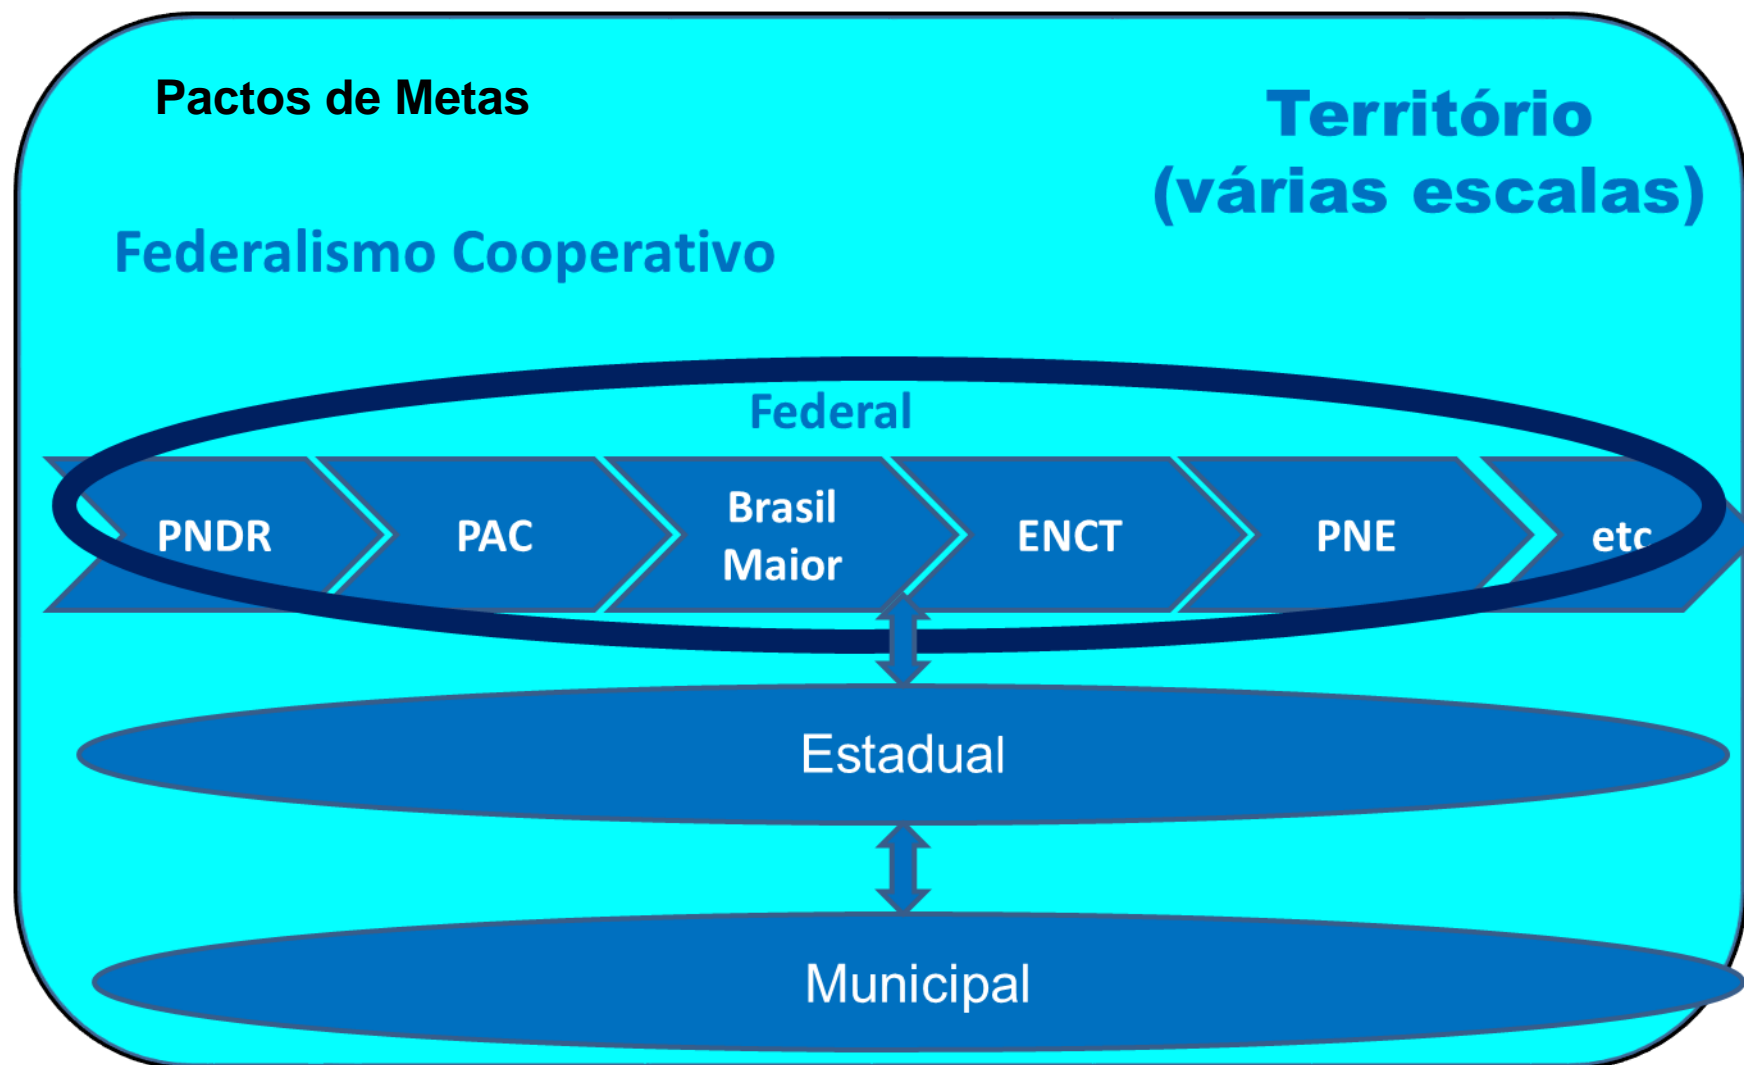 Pactos de Metas
Território
(várias escalas)
Federalismo Cooperativo
Federal
PNDR
PAC
Brasil
Maior
ENCT
PNE
etc
Estadual
Municipal